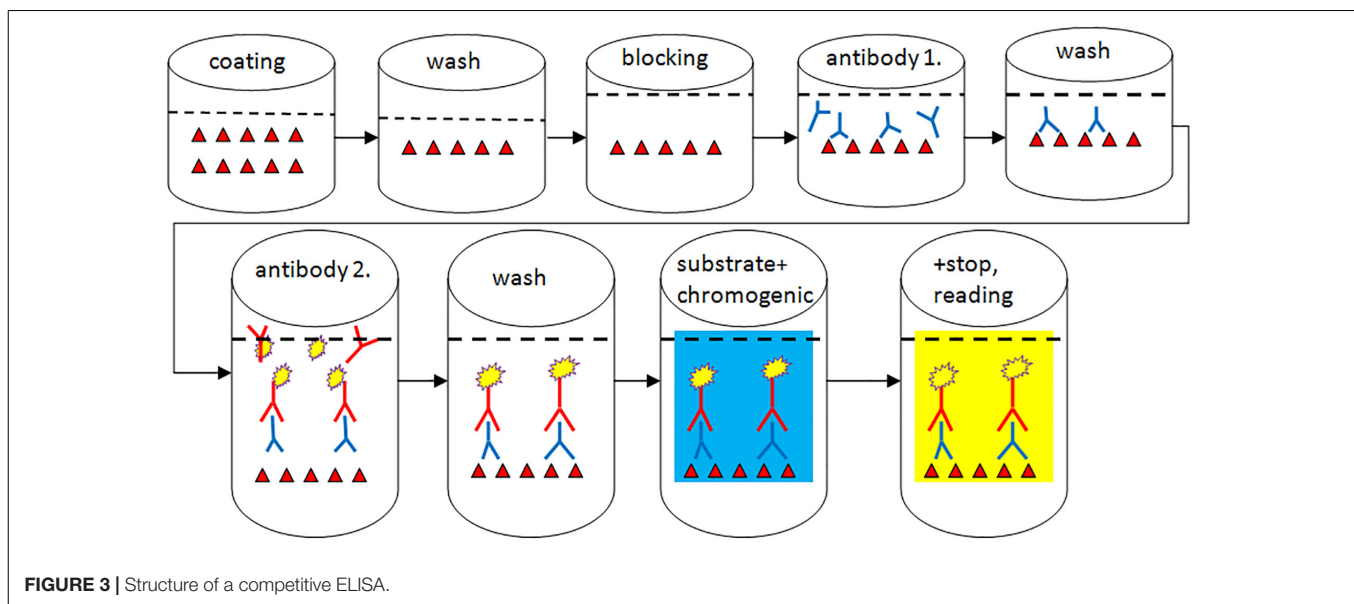 coating
wash
blocking
antibody 1.
wash
antibody 2.
wash
substrate+
chromogenic
+stop,
reading
FIGURE 3 | Structure of a competitive ELISA.